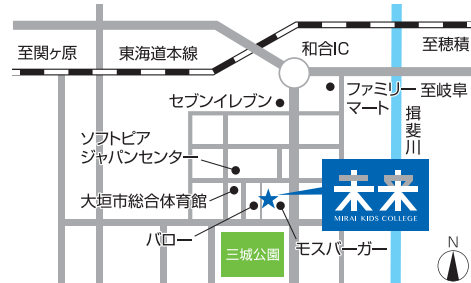 至関ヶ原
東海道本線
和合IC
至穂積
セブンイレブン
ファミリー
マート
至岐阜
揖斐川
ソフトピア
ジャパンセンター
大垣市総合体育館
バロー
未来
MIRAI KIDS COLLEGE
モスバーガー
三城公園
N